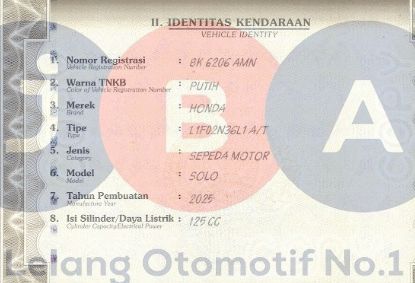 II. IDENTITAS KENDARAAN
VEHICLE IDENTITY
1. Nomor Registrasi : BK 6206 AMN
Vehicle Registration Number
2. Warna TNKB : PUTIH
Color of Vehicle Registration Number
3. Merek : HONDA
Brand
4. Tipe : L1F02N36L1 A/T
Type
5. Jenis : SEPEDA MOTOR
Category
6. Model : SOLO
Model
7. Tahun Pembuatan : 2025
Manufacture Year
8. Isi Silinder/Daya Listrik : 125 CC
Cylinder Capacity/Electrical Power
J B A
Lelang Otomotif No.1